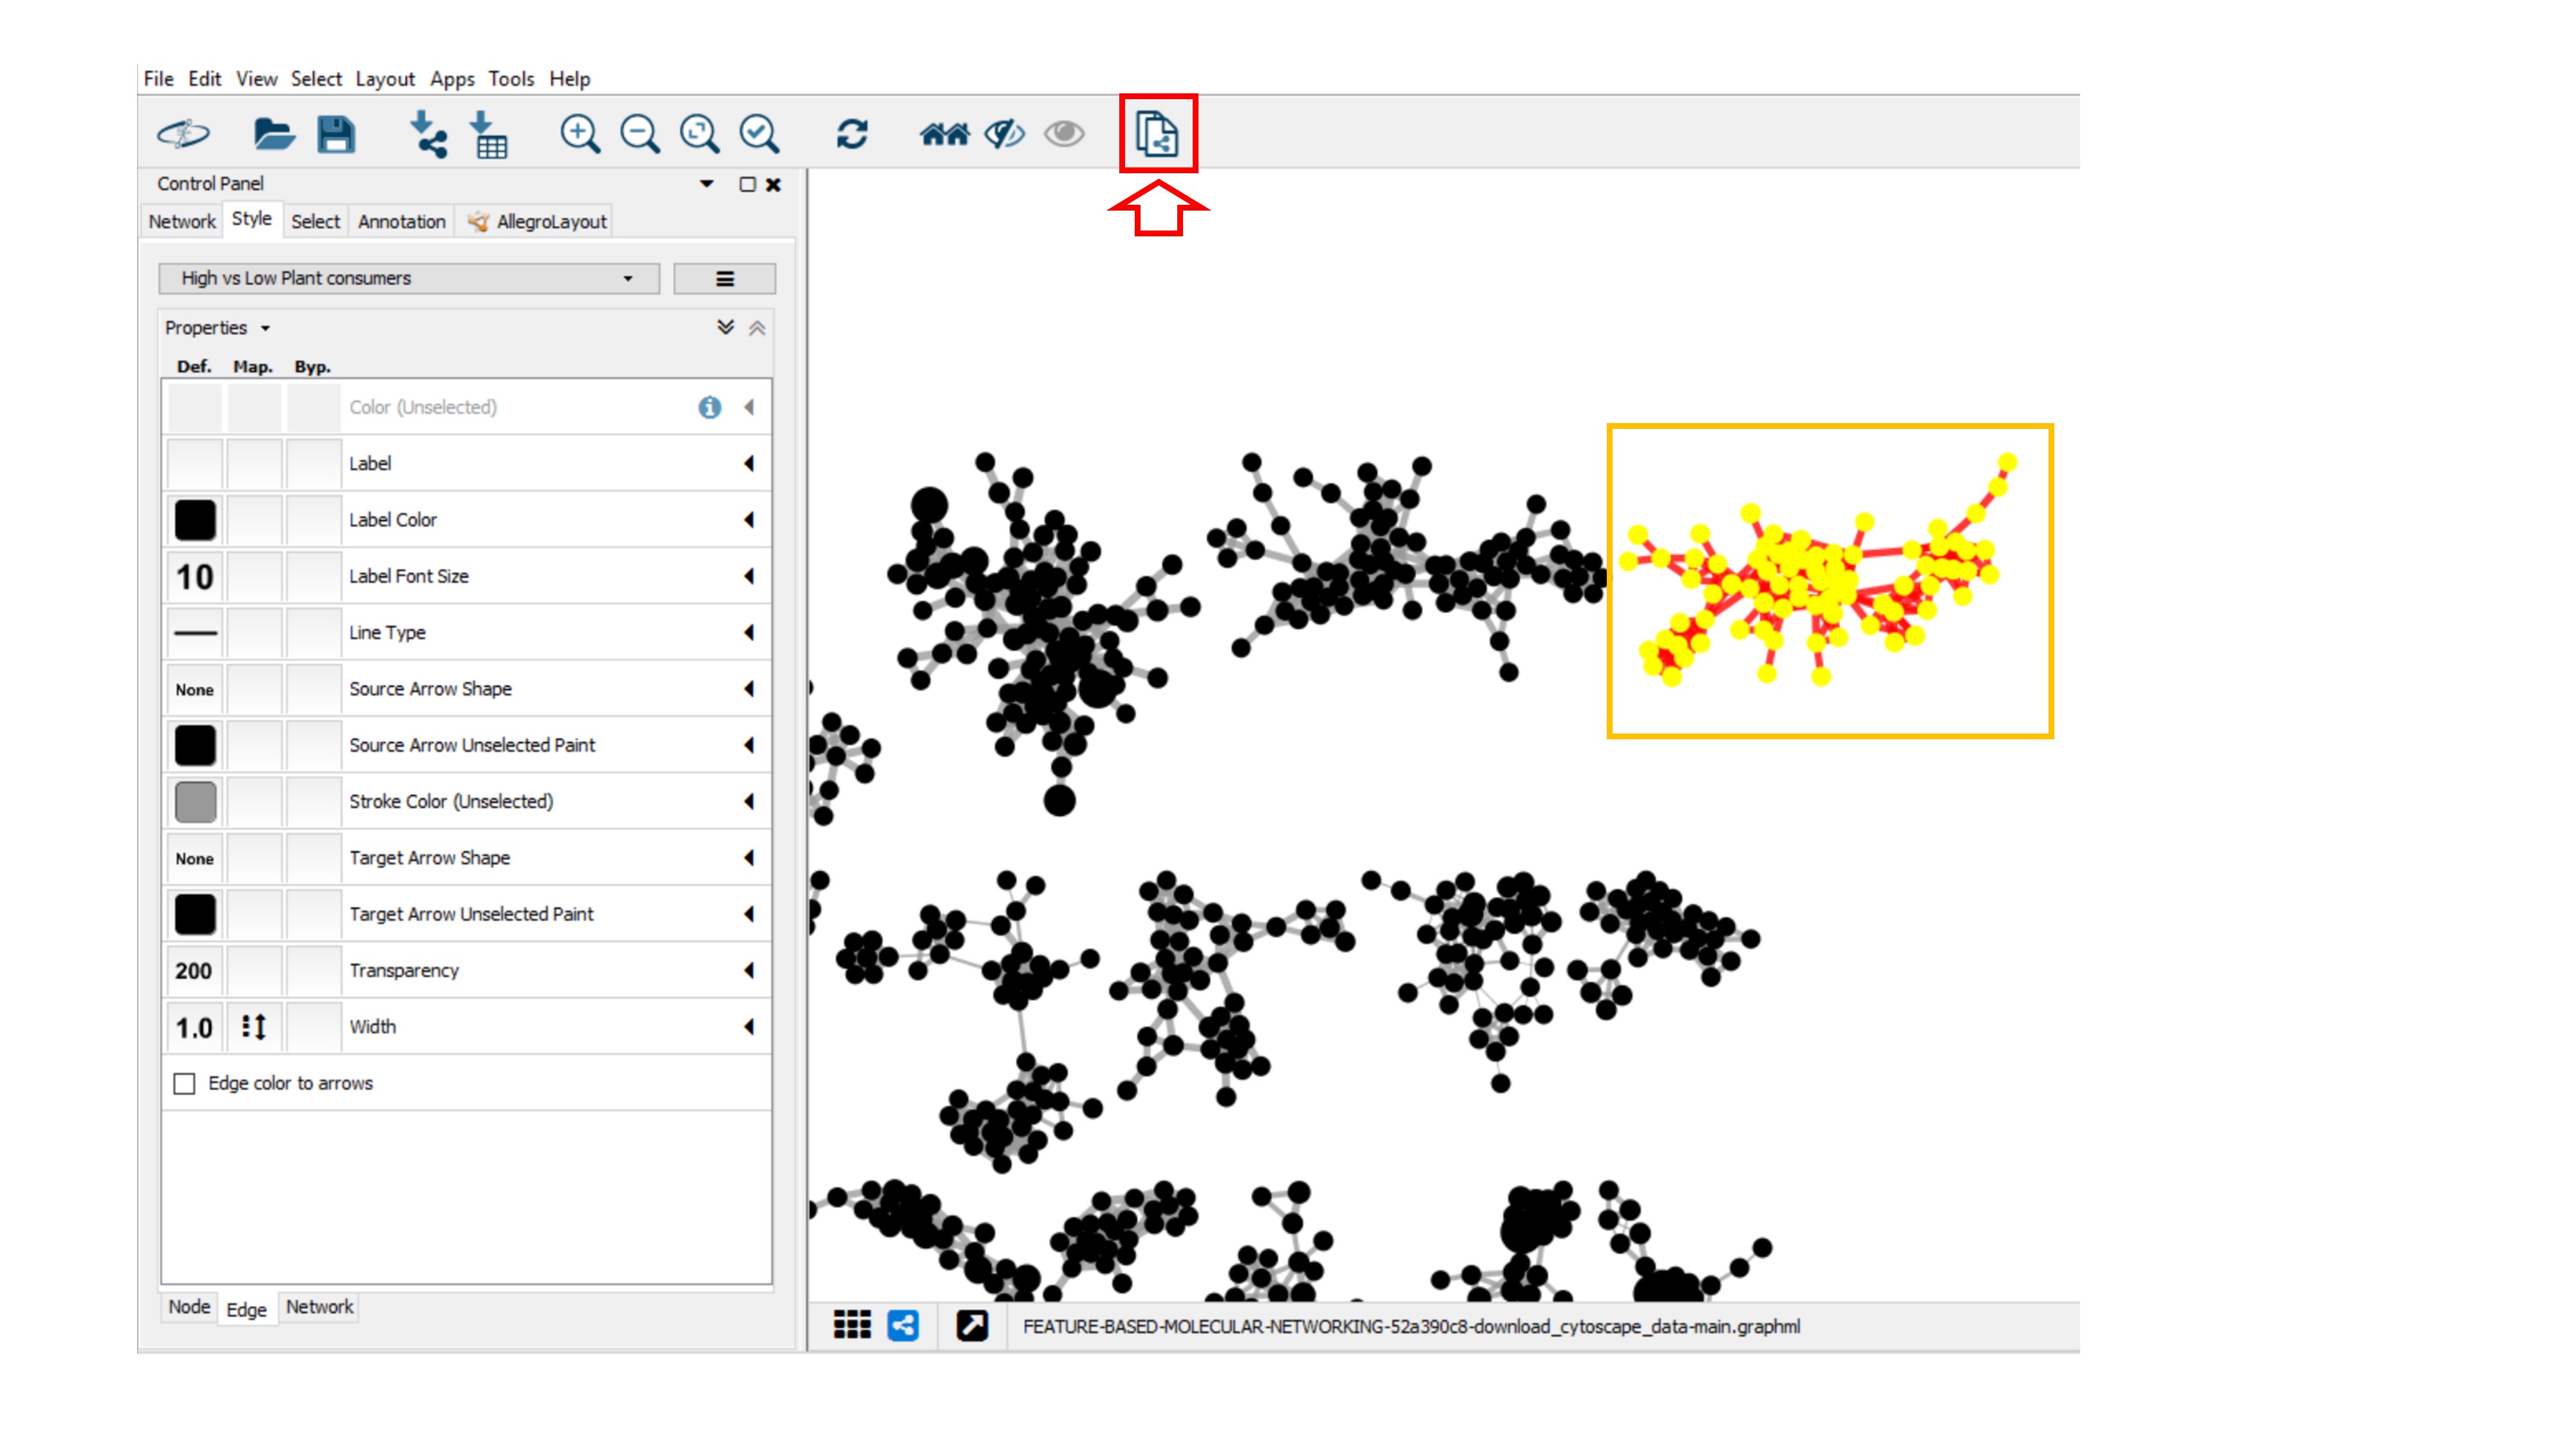 File Edit View Select Layout Apps Tools Help
Control Panel
Network Style Select Annotation AllegroLayout
High vs Low Plant consumers
Properties
Def. Map. Byp.
Color (Unselected)
Label
Label Color
10 Label Font Size
Line Type
None Source Arrow Shape
Source Arrow Unselected Paint
Stroke Color (Unselected)
None Target Arrow Shape
Target Arrow Unselected Paint
200 Transparency
1.0 Width
Edge color to arrows
Node Edge Network
FEATURE-BASED-MOLECULAR-NETWORKING-52a390c8-download_cytoscape_data-main.graphml